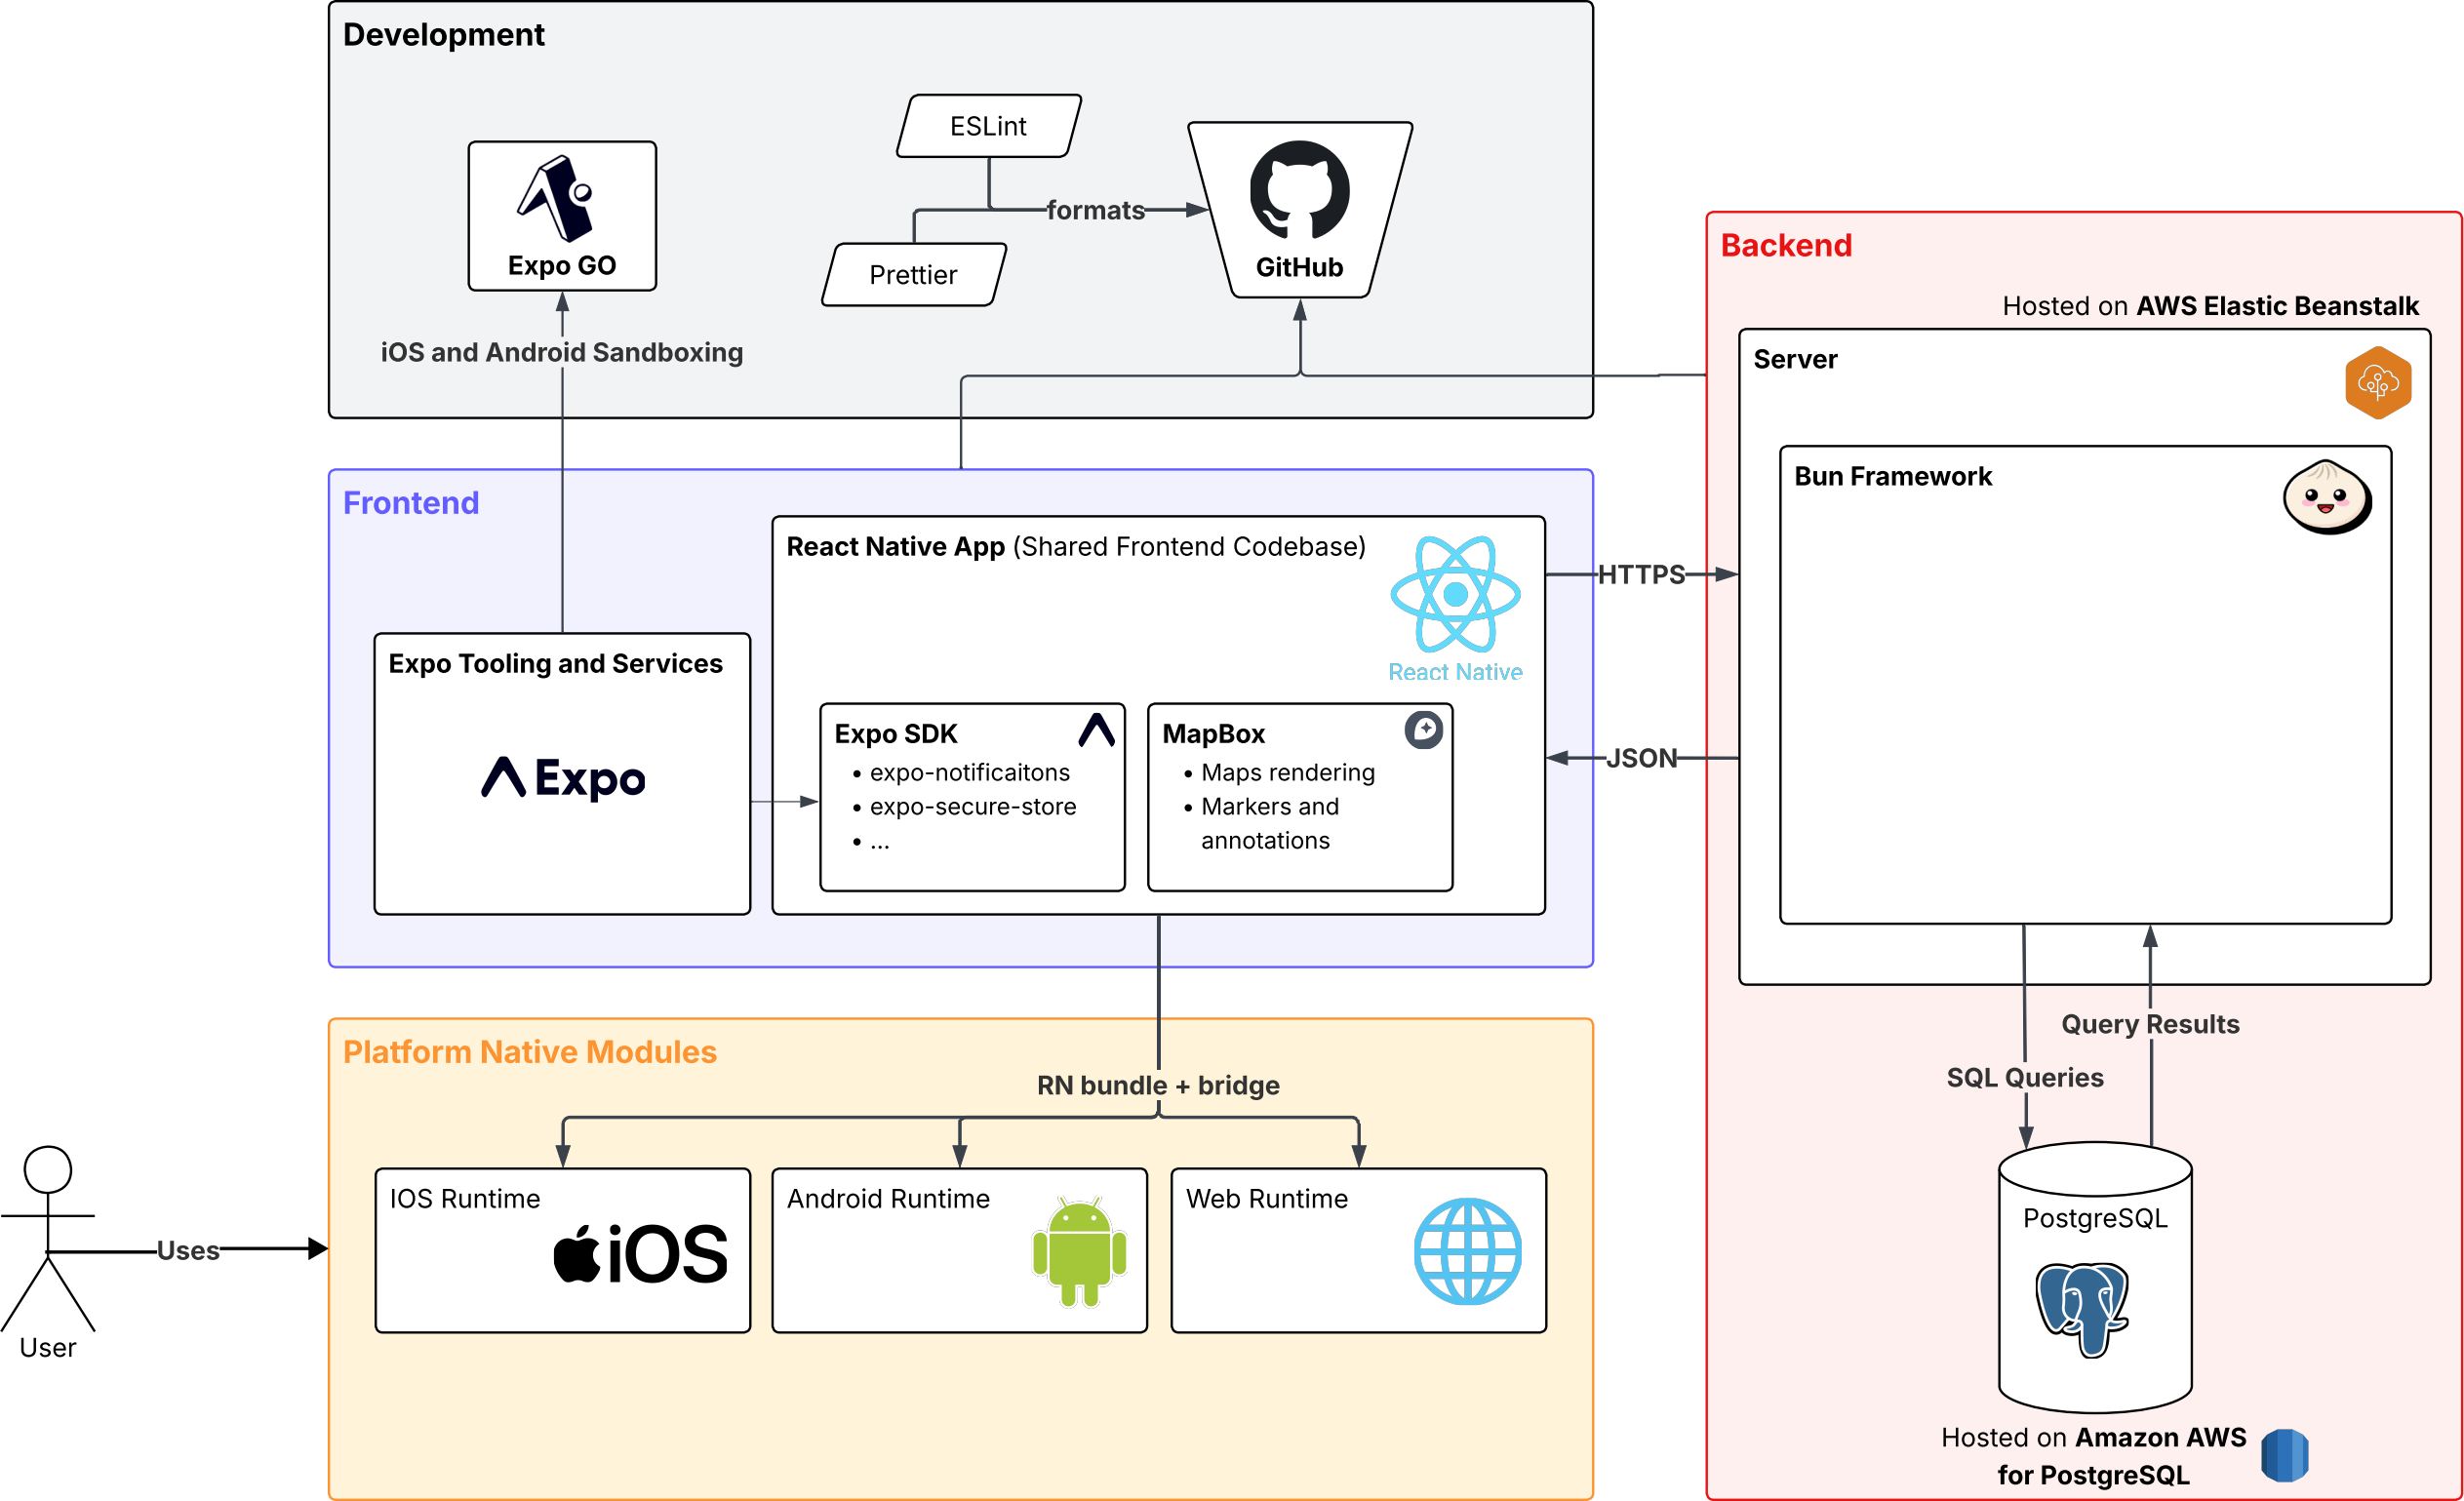 Development
ESLint
formats
Prettier
GitHub
Expo GO
iOS and Android Sandboxing
Frontend
React Native App (Shared Frontend Codebase)
React Native
Expo Tooling and Services
Expo
Expo SDK
• expo-notificaitons
• expo-secure-store
• ...
MapBox
• Maps rendering
• Markers and
annotations
HTTPS
JSON
Backend
Hosted on AWS Elastic Beanstalk
Server
Bun Framework
Query Results
SQL Queries
PostgreSQL
Hosted on Amazon AWS
for PostgreSQL
Platform Native Modules
RN bundle + bridge
IOS Runtime
iOS
Android Runtime
Web Runtime
Uses
User